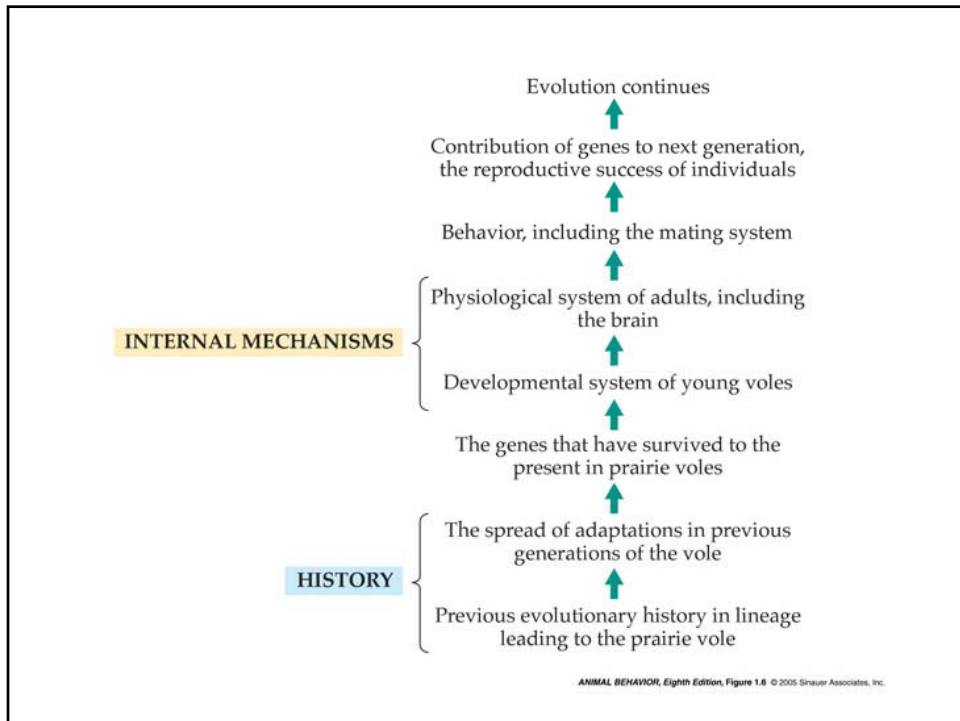 Evolution continues
Contribution of genes to next generation,
the reproductive success of individuals
Behavior, including the mating system
Physiological system of adults, including
the brain
INTERNAL MECHANISMS
Developmental system of young voles
The genes that have survived to the
present in prairie voles
The spread of adaptations in previous
generations of the vole
HISTORY
Previous evolutionary history in lineage
leading to the prairie vole
ANIMAL BEHAVIOR, Eighth Edition, Figure 1.6 © 2005 Sinauer Associates, Inc.